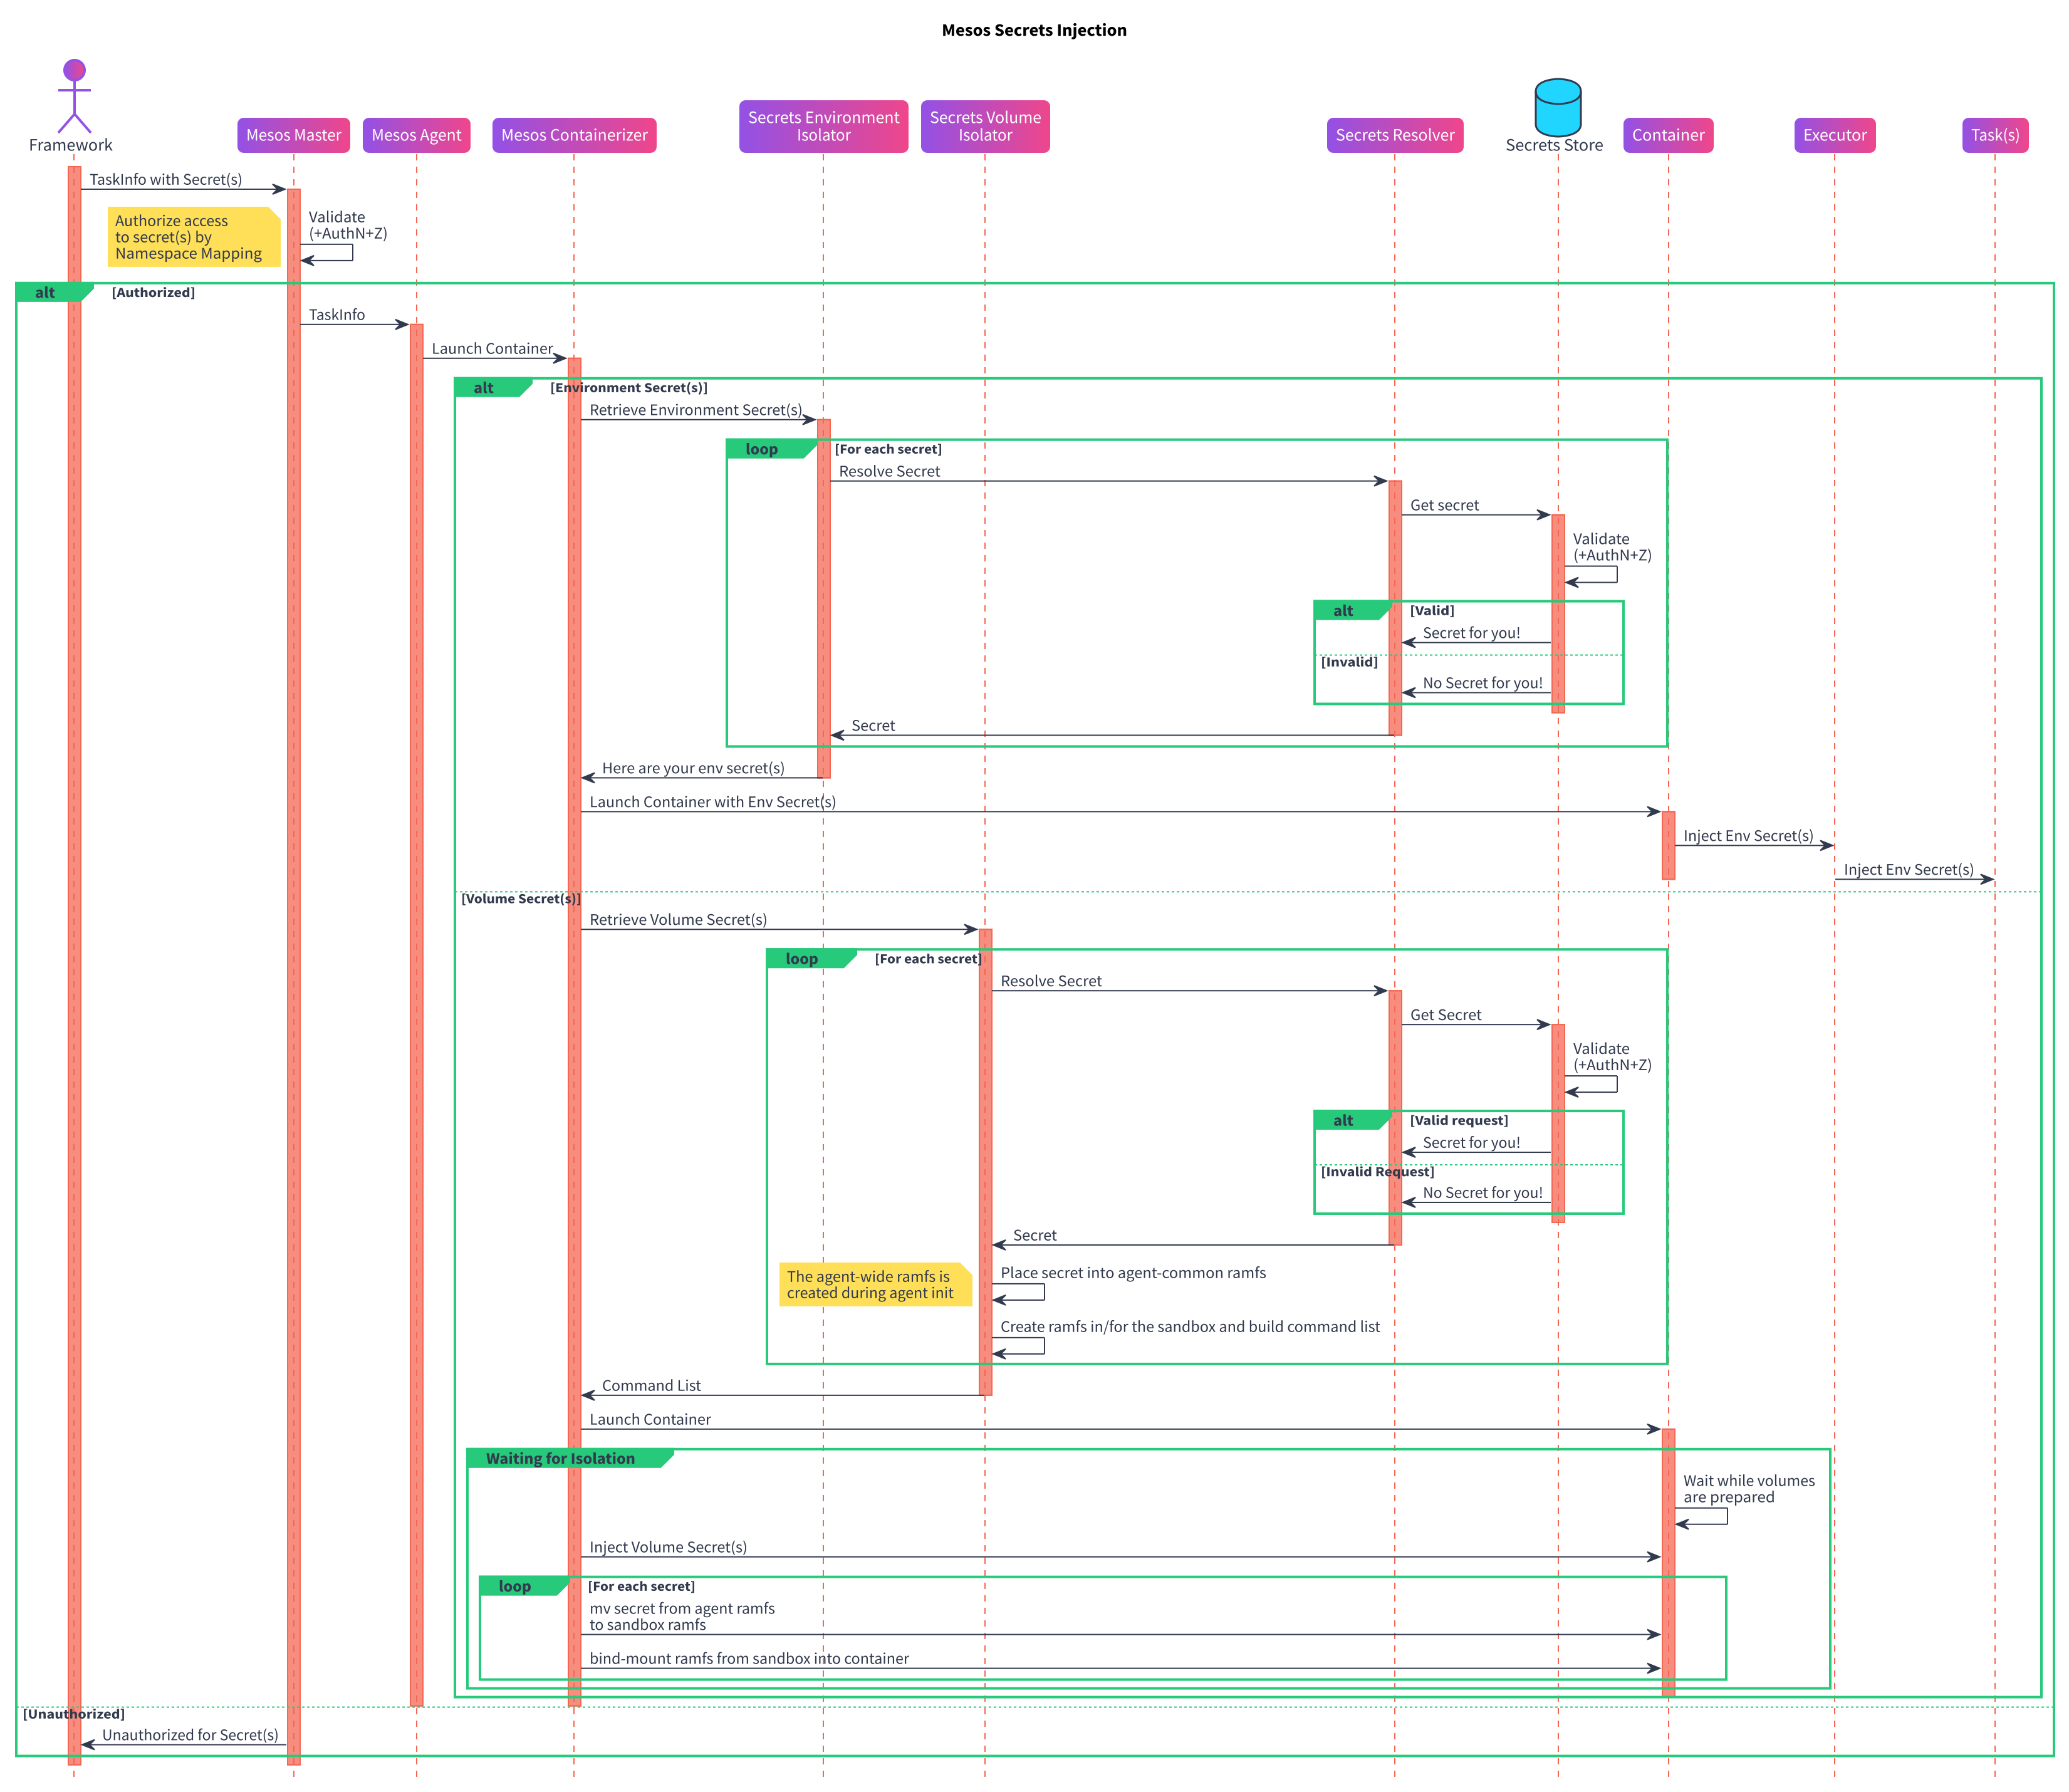 Mesos Secrets Injection
Framework
Mesos Master
Mesos Agent
Mesos Containerizer
Secrets Environment
Isolator
Secrets Volume
Isolator
Secrets Resolver
Secrets Store
Container
Executor
Task(s)
TaskInfo with Secret(s)
Authorize access
to secret(s) by
Namespace Mapping
Validate
(+AuthN+Z)
alt
[Authorized]
TaskInfo
Launch Container
alt
[Environment Secret(s)]
Retrieve Environment Secret(s)
loop
[For each secret]
Resolve Secret
Get secret
Validate
(+AuthN+Z)
alt
[Valid]
Secret for you!
[Invalid]
No Secret for you!
Secret
Here are your env secret(s)
Launch Container with Env Secret(s)
Inject Env Secret(s)
Inject Env Secret(s)
[Volume Secret(s)]
Retrieve Volume Secret(s)
loop
[For each secret]
Resolve Secret
Get Secret
Validate
(+AuthN+Z)
alt
[Valid request]
Secret for you!
[Invalid Request]
No Secret for you!
Secret
The agent-wide ramfs is
created during agent init
Place secret into agent-common ramfs
Create ramfs in/for the sandbox and build command list
Command List
Launch Container
Waiting for Isolation
Wait while volumes
are prepared
Inject Volume Secret(s)
loop
[For each secret]
mv secret from agent ramfs
to sandbox ramfs
bind-mount ramfs from sandbox into container
[Unauthorized]
Unauthorized for Secret(s)